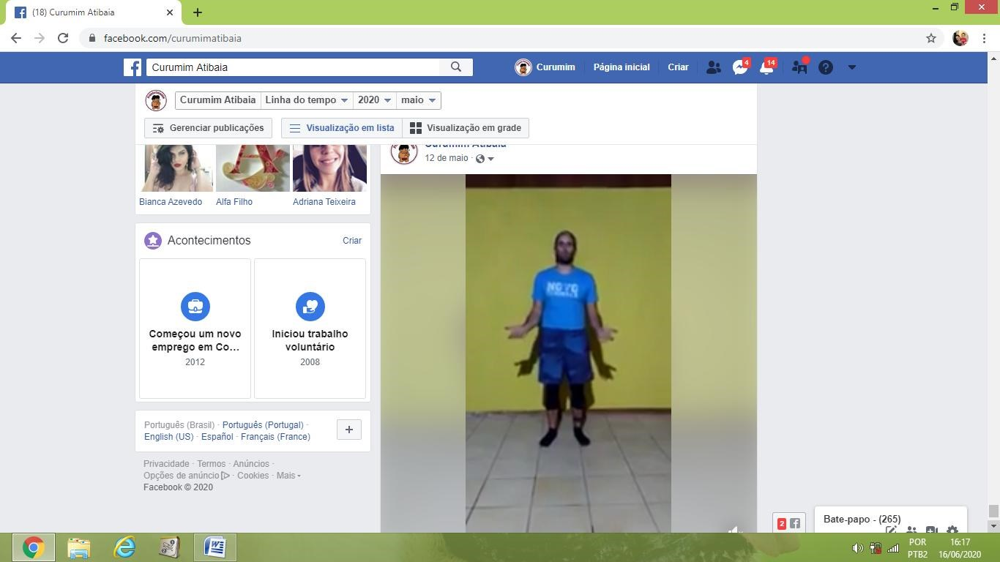 (18) Curumim Atibaia
facebook.com/curumimatibaia
Curumim Atibaia
Curumim
Página inicial
Criar
4
14
Curumim Atibaia
Linha do tempo
2020
maio
Gerenciar publicações
Visualização em lista
Visualização em grade
Curumim Atibaia
12 de maio
Bianca Azevedo
Alfa Filho
Adriana Teixeira
Acontecimentos
Criar
Começou um novo
emprego em Co...
2012
Iniciou trabalho
voluntário
2008
NOVO
Português (Brasil) · Português (Portugal) ·
English (US) · Español · Français (France)
Privacidade · Termos · Anúncios ·
Opções de anúncio · Cookies · Mais
Facebook © 2020
2
Bate-papo - (265)
POR
PTB2
16:17
16/06/2020